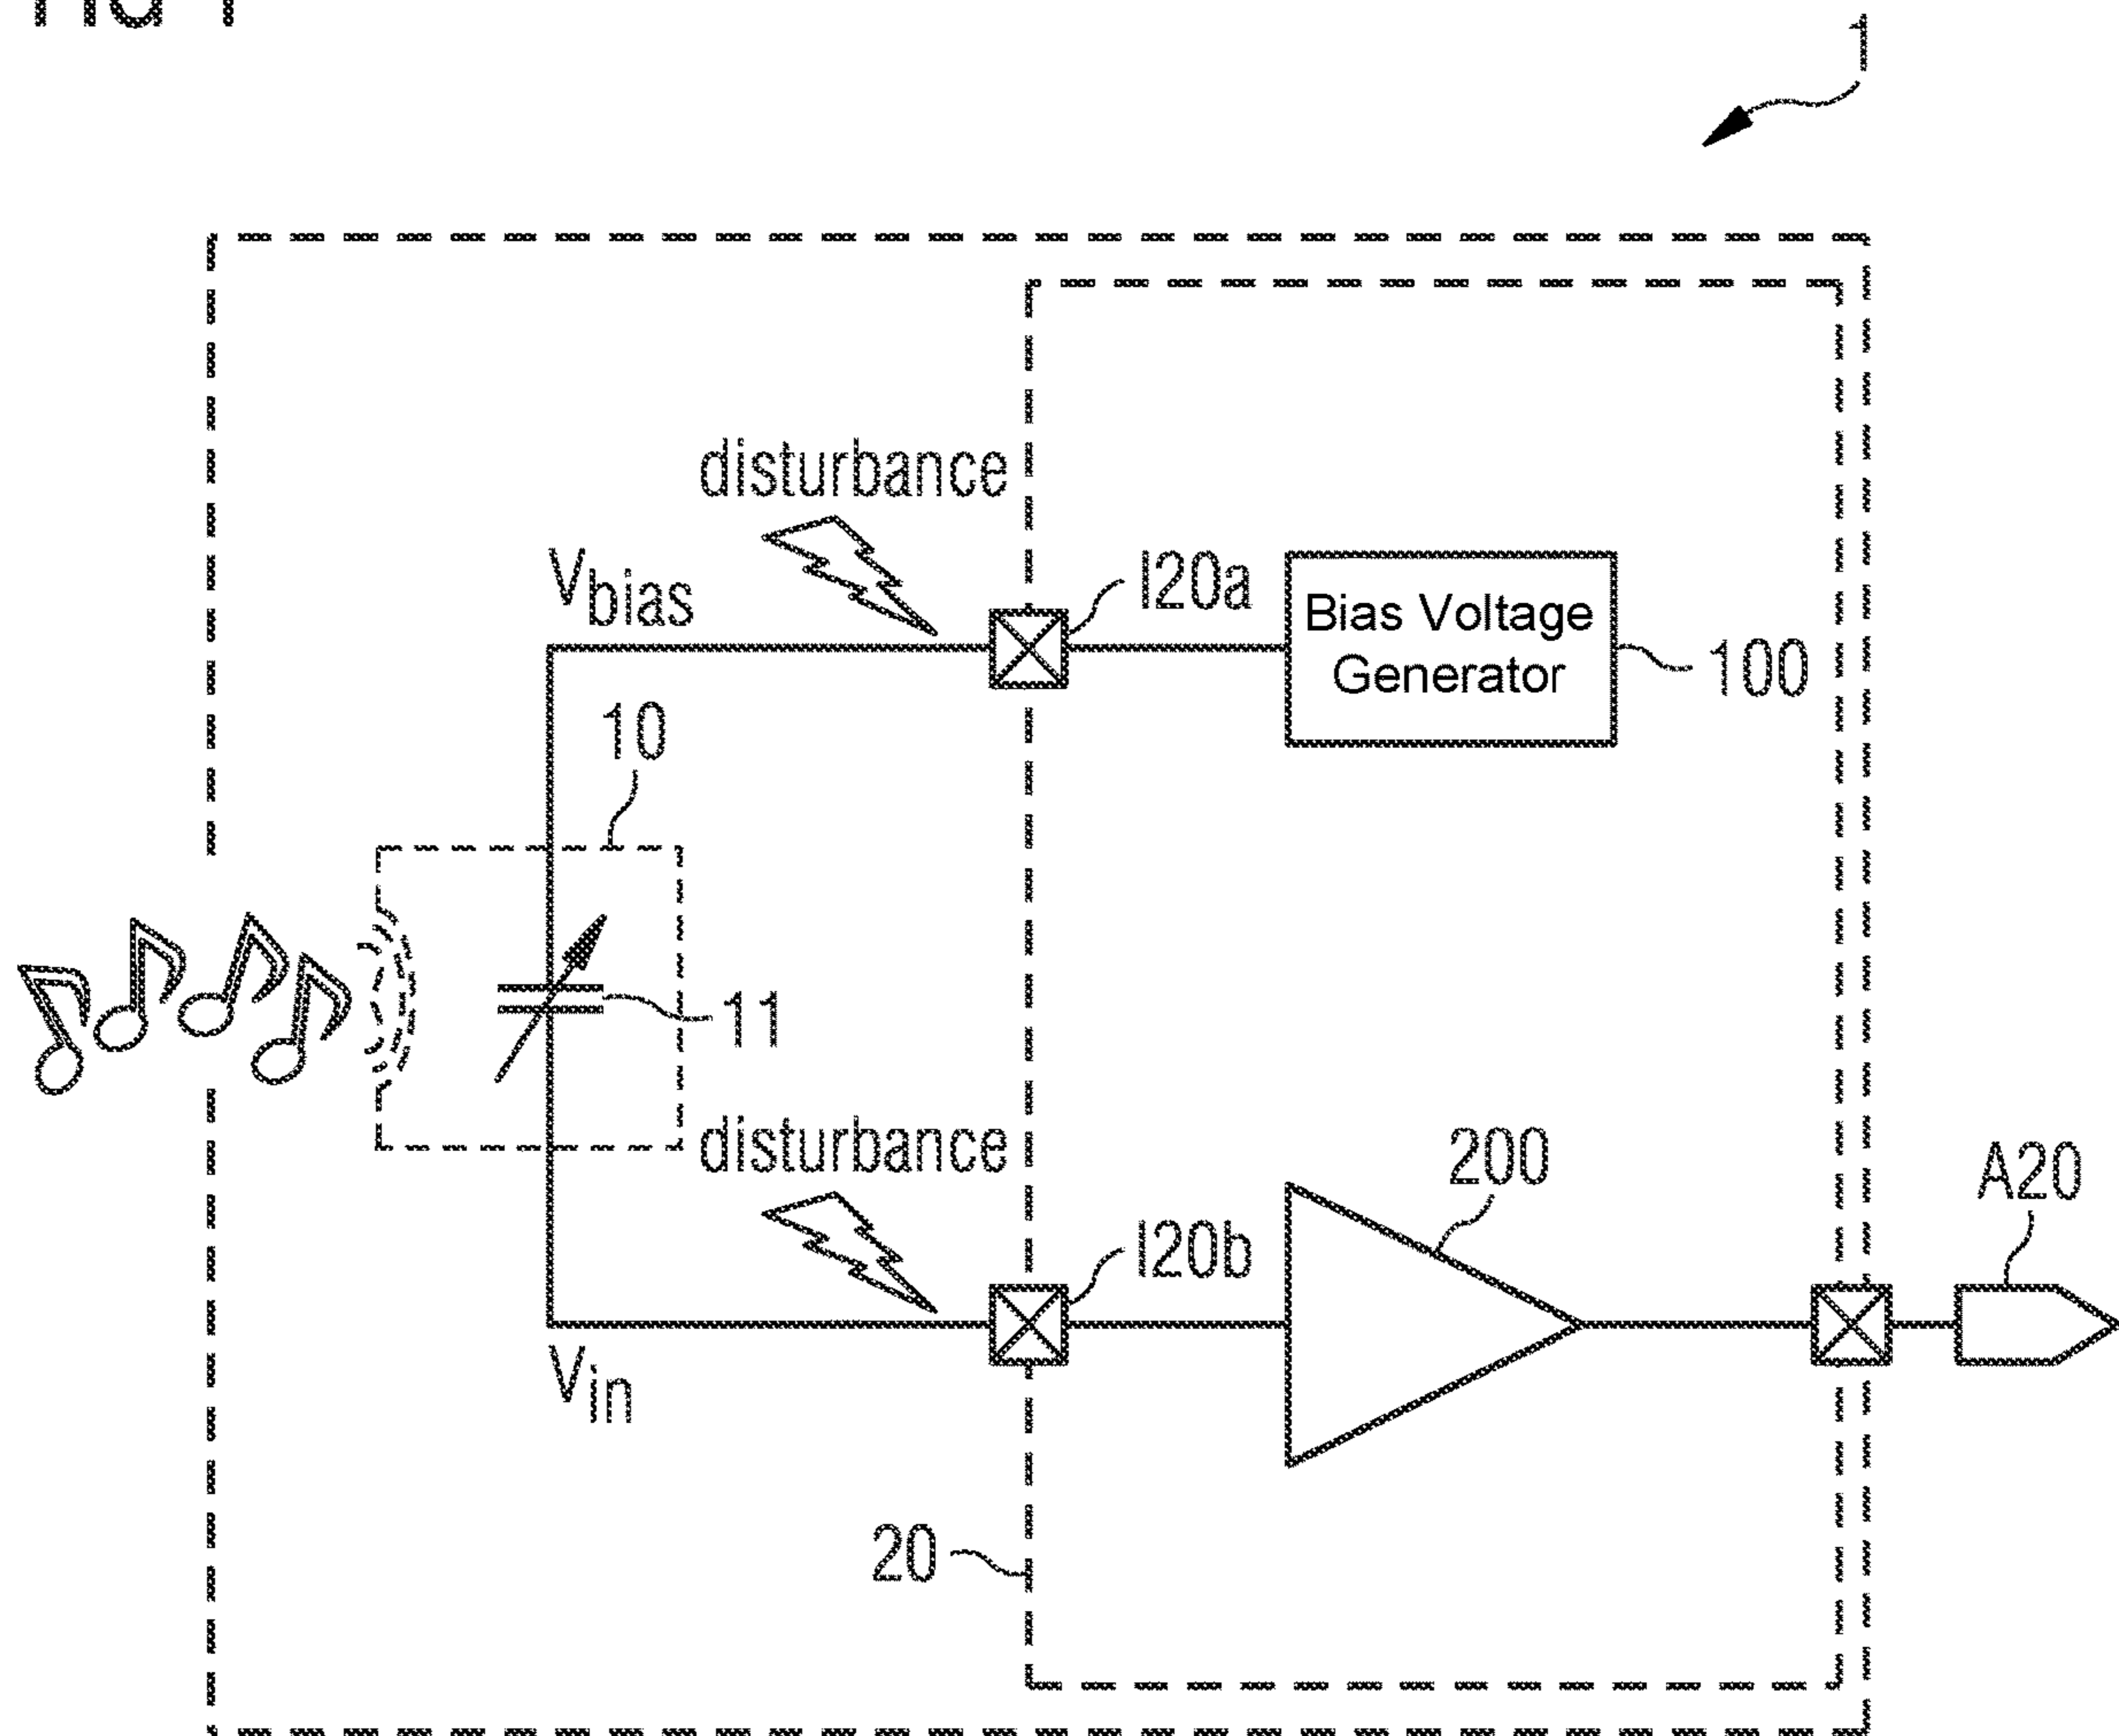 1
disturbance
Vbias
I20a
Bias Voltage
Generator
100
10
11
disturbance
200
A20
I20b
Vin
20